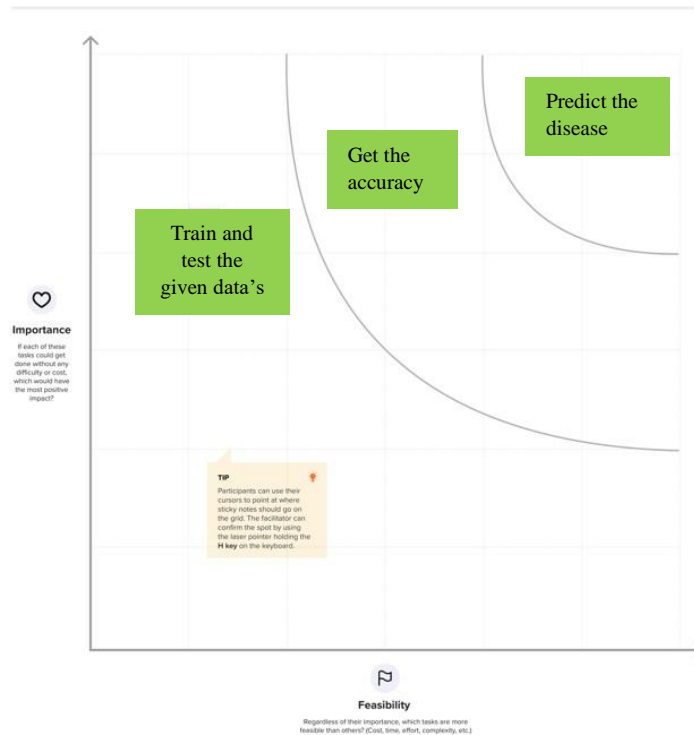 Predict the
disease
Get the
accuracy
Train and
test the
given data’s
Importance
If each of these
tasks could get
done without any
difficulty or cost,
which would have
the most positive
impact?
TIP
Participants can use their
cursors to point at where
sticky notes should go on
the grid. The facilitator can
confirm the spot by using
the laser pointer holding the
H key on the keyboard.
Feasibility
Regardless of their importance, which tasks are more
feasible than others? (Cost, time, effort, complexity, etc.)